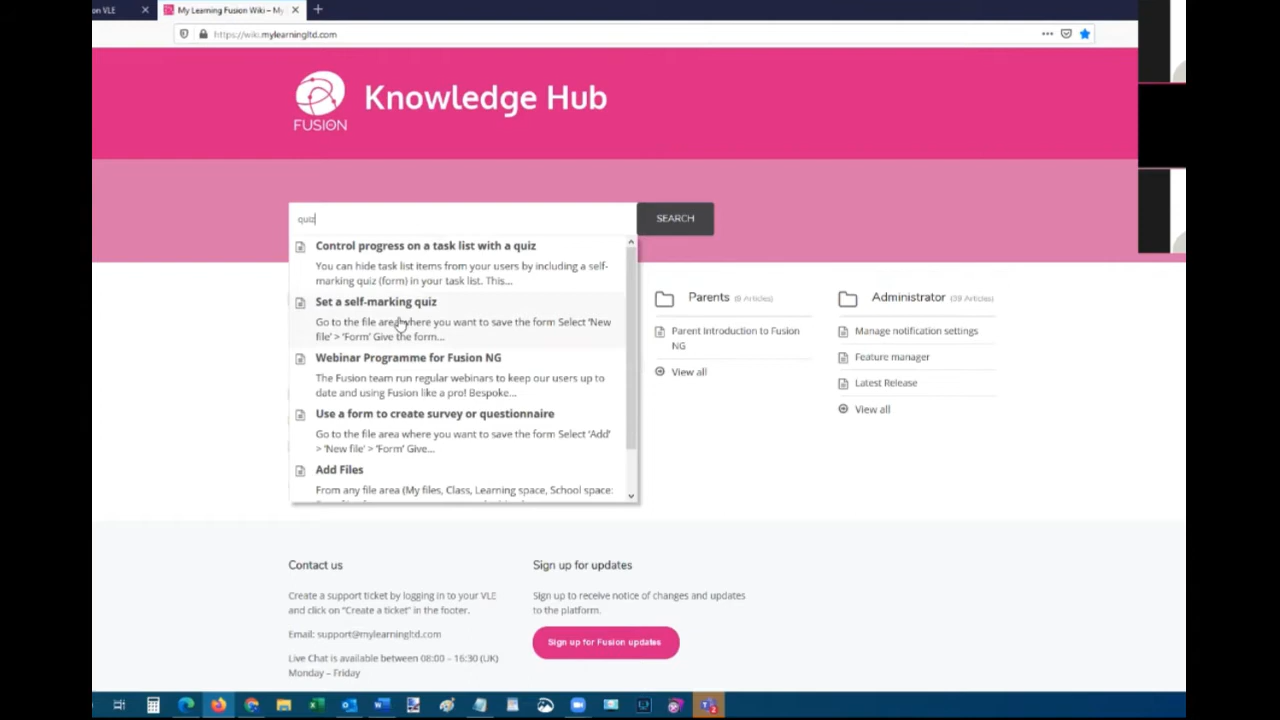 on VLE
My Learning Fusion Wiki – My
https://wiki.mylearningltd.com
FUSION
Knowledge Hub
quiz
SEARCH
Control progress on a task list with a quiz
You can hide task list items from your users by including a self-
marking quiz (form) in your task list. This...
Set a self-marking quiz
Go to the file area where you want to save the form Select 'New
file' > 'Form' Give the form...
Webinar Programme for Fusion NG
The Fusion team run regular webinars to keep our users up to
date and using Fusion like a pro! Bespoke...
Use a form to create survey or questionnaire
Go to the file area where you want to save the form Select 'Add'
> 'New file' > 'Form' Give...
Add Files
From any file area (My files, Class, Learning space, School space:
Parents (9 Articles)
Parent Introduction to Fusion
NG
View all
Administrator (39 Articles)
Manage notification settings
Feature manager
Latest Release
View all
Contact us
Create a support ticket by logging in to your VLE
and click on "Create a ticket" in the footer.
Email: support@mylearningltd.com
Live Chat is available between 08:00 – 16:30 (UK)
Monday – Friday
Sign up for updates
Sign up to receive notice of changes and updates
to the platform.
Sign up for Fusion updates